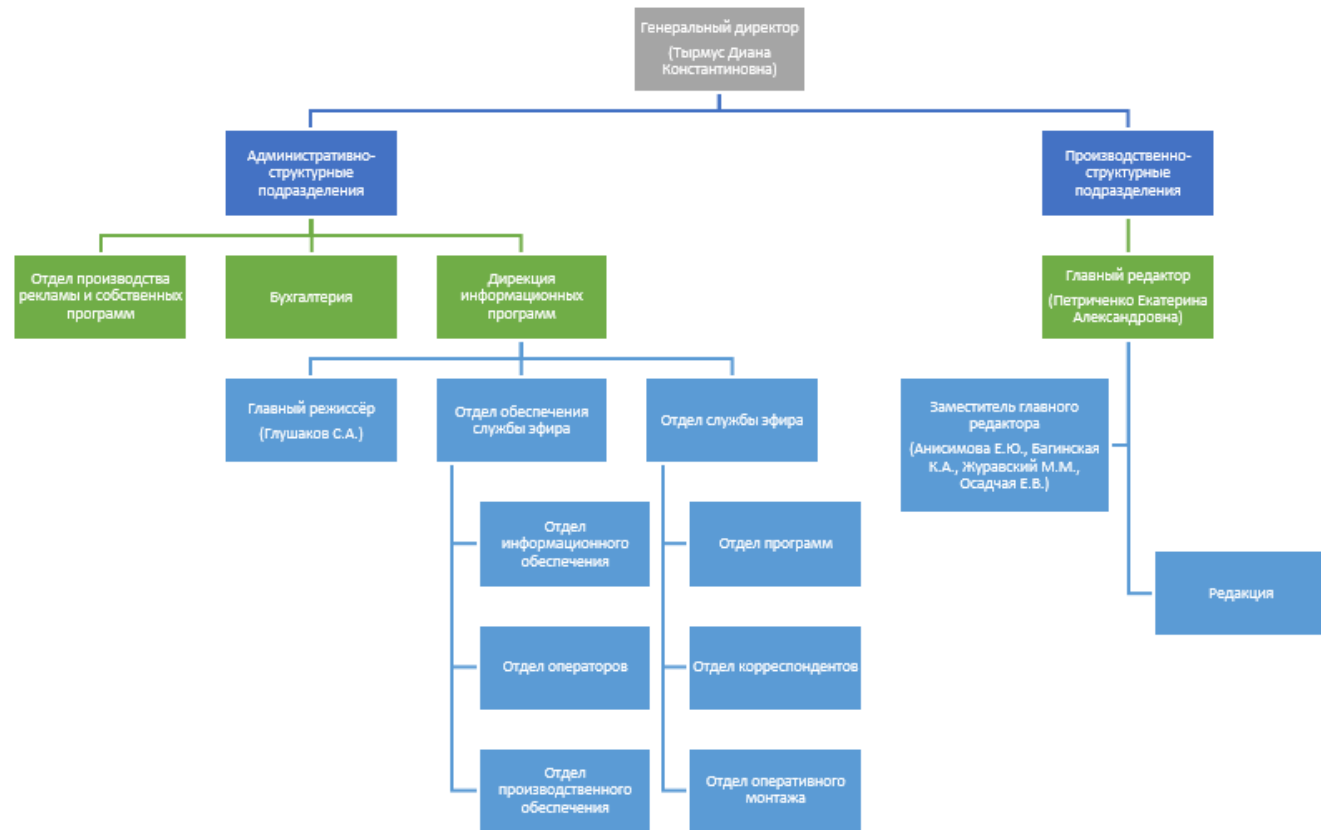 Генеральный директор
(Тырмус Диана
Константиновна)
Административно-
структурные
подразделения
Производственно-
структурные
подразделения
Отдел производства
рекламы и собственных
программ
Бухгалтерия
Дирекция
информационных
программ
Главный редактор
(Петриченко Екатерина
Александровна)
Главный режиссёр
(Глушаков С.А.)
Отдел обеспечения
службы эфира
Отдел службы эфира
Заместитель главного
редактора
(Анисимова Е.Ю., Багинская
К.А., Журавский М.М.,
Осадчая Е.В.)
Отдел
информационного
обеспечения
Отдел программ
Редакция
Отдел операторов
Отдел корреспондентов
Отдел
производственного
обеспечения
Отдел оперативного
монтажа